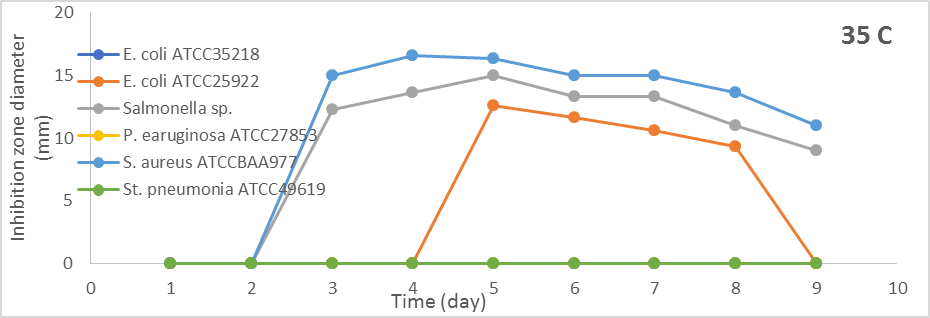 20
35 C
E. coli ATCC35218
15
E. coli ATCC25922
Salmonella sp.
10
P. earuginosa ATCC27853
S. aureus ATCCBAA977
5
St. pneumonia ATCC49619
0
Inhibition zone diameter
(mm)
0 1 2 3 4 5 6 7 8 9 10
Time (day)